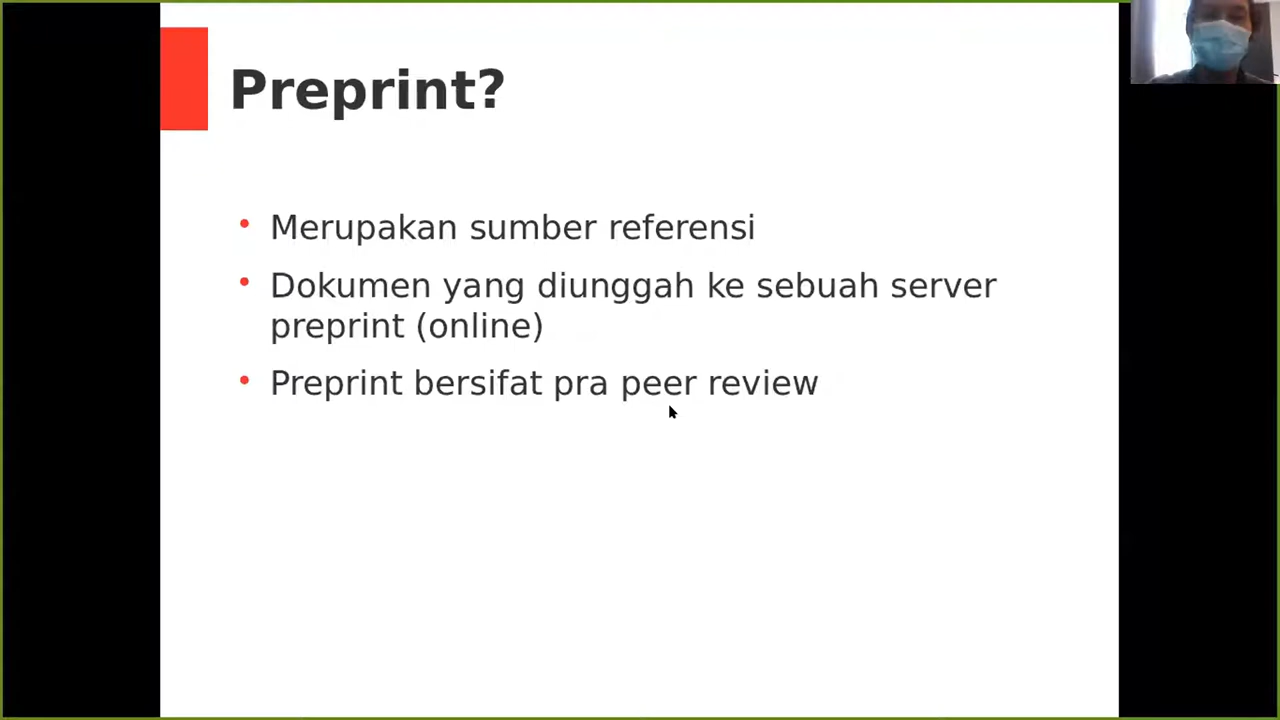 Preprint?
Merupakan sumber referensi
Dokumen yang diunggah ke sebuah server
preprint (online)
Preprint bersifat pra peer review